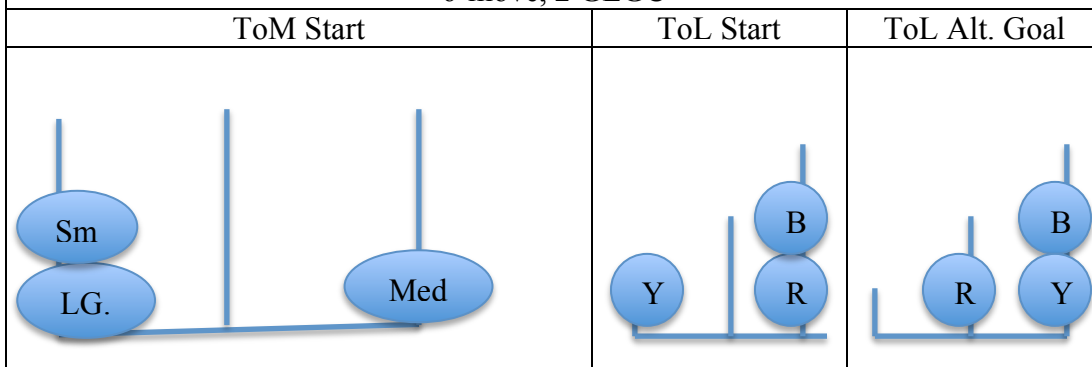 ToM Start ToL Start ToL Alt. Goal
Sm B B
LG. Med Y R R Y